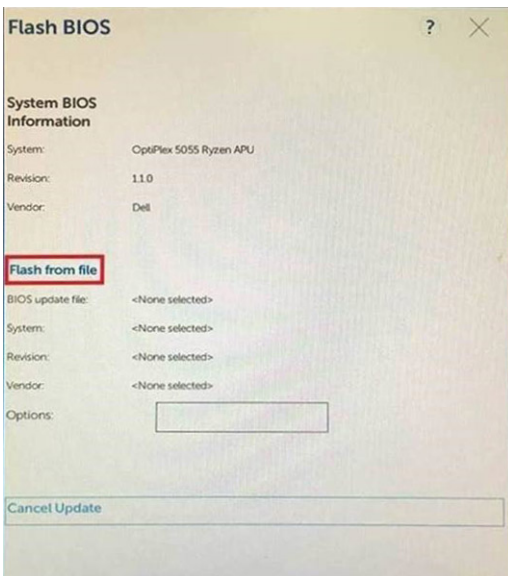 Flash BIOS
?
System BIOS
Information
System: OptiPlex 5055 Ryzen APU
Revision: 1.1.0
Vendor: Dell
Flash from file
BIOS update file: <None selected>
System: <None selected>
Revision: <None selected>
Vendor: <None selected>
Options:
Cancel Update